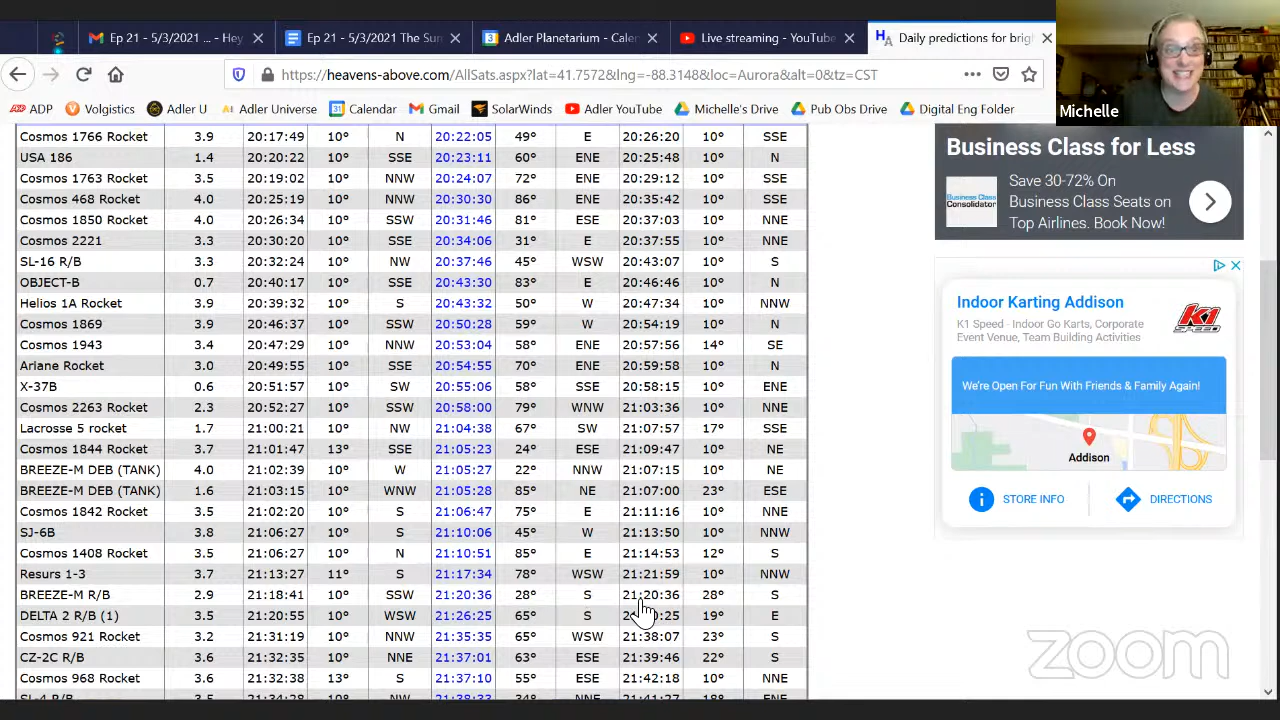 Ep 21 - 5/3/2021 ... - Hey
Ep 21 - 5/3/2021 The Sun
Adler Planetarium - Calen
Live streaming - YouTube
Daily predictions for brigh
https://heavens-above.com/AllSats.aspx?lat=41.7572&lng=-88.3148&loc=Aurora&alt=0&tz=CST
ADP Volgistics Adler U Adler Universe Calendar Gmail SolarWinds Adler YouTube Michelle's Drive Pub Obs Drive Digital Eng Folder
Michelle
Cosmos 1766 Rocket 3.9 20:17:49 10° N 20:22:05 49° E 20:26:20 10° SSE
USA 186 1.4 20:20:22 10° SSE 20:23:11 60° ENE 20:25:48 10° N
Cosmos 1763 Rocket 3.5 20:19:02 10° NNW 20:24:07 72° ENE 20:29:12 10° SSE
Cosmos 468 Rocket 4.0 20:25:19 10° NNW 20:30:30 86° ENE 20:35:42 10° SSE
Cosmos 1850 Rocket 4.0 20:26:34 10° SSW 20:31:46 81° ESE 20:37:03 10° NNE
Cosmos 2221 3.3 20:30:20 10° SSE 20:34:06 31° E 20:37:55 10° NNE
SL-16 R/B 3.3 20:32:24 10° NW 20:37:46 45° WSW 20:43:07 10° S
OBJECT-B 0.7 20:40:17 10° SSE 20:43:30 83° E 20:46:46 10° N
Helios 1A Rocket 3.9 20:39:32 10° S 20:43:32 50° W 20:47:34 10° NNW
Cosmos 1869 3.9 20:46:37 10° SSW 20:50:28 59° W 20:54:19 10° N
Cosmos 1943 3.4 20:47:29 10° NNW 20:53:04 58° ENE 20:57:56 14° SE
Ariane Rocket 3.0 20:49:55 10° SSE 20:54:55 70° ENE 20:59:58 10° N
X-37B 0.6 20:51:57 10° SW 20:55:06 58° SSE 20:58:15 10° ENE
Cosmos 2263 Rocket 2.3 20:52:27 10° SSW 20:58:00 79° WNW 21:03:36 10° NNE
Lacrosse 5 rocket 1.7 21:00:21 10° NW 21:04:38 67° SW 21:07:57 17° SSE
Cosmos 1844 Rocket 3.7 21:01:47 13° SSE 21:05:23 24° ESE 21:09:47 10° NE
BREEZE-M DEB (TANK) 4.0 21:02:39 10° W 21:05:27 22° NNW 21:07:15 10° NE
BREEZE-M DEB (TANK) 1.6 21:03:15 10° WNW 21:05:28 85° NE 21:07:00 23° ESE
Cosmos 1842 Rocket 3.5 21:02:20 10° S 21:06:47 75° E 21:11:16 10° NNE
SJ-6B 3.8 21:06:27 10° S 21:10:06 45° W 21:13:50 10° NNW
Cosmos 1408 Rocket 3.5 21:06:27 10° N 21:10:51 85° E 21:14:53 12° S
Resurs 1-3 3.7 21:13:27 11° S 21:17:34 78° WSW 21:21:59 10° NNW
BREEZE-M R/B 2.9 21:18:41 10° SSW 21:20:36 28° S 21:20:36 28° S
DELTA 2 R/B (1) 3.5 21:20:55 10° WSW 21:26:25 65° S 19° E
Cosmos 921 Rocket 3.2 21:31:19 10° NNW 21:35:35 65° WSW 21:38:07 23° S
CZ-2C R/B 3.6 21:32:35 10° NNE 21:37:01 63° ESE 21:39:46 22° S
Cosmos 968 Rocket 3.6 21:32:38 13° S 21:37:10 55° ESE 21:42:18 10° NNE
Business Class for Less
Business Class Consolidator
Save 30-72% On
Business Class Seats on
Top Airlines. Book Now!
Indoor Karting Addison
K1 Speed - Indoor Go Karts, Corporate
Event Venue, Team Building Activities
K1 SPEED
We're Open For Fun With Friends & Family Again!
Addison
STORE INFO
DIRECTIONS
zoom